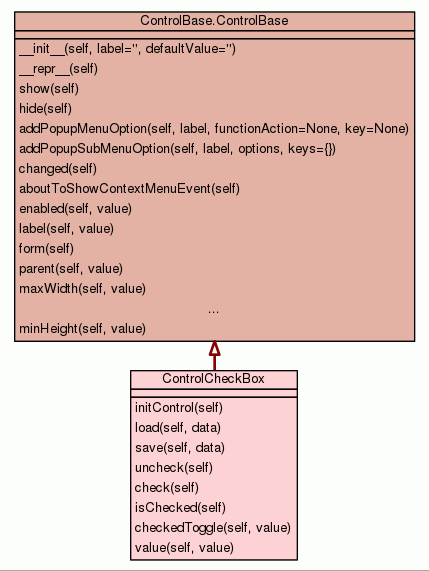 ControlBase.ControlBase
__init__(self, label='', defaultValue='')
__repr__(self)
show(self)
hide(self)
addPopupMenuOption(self, label, functionAction=None, key=None)
addPopupSubMenuOption(self, label, options, keys={})
changed(self)
aboutToShowContextMenuEvent(self)
enabled(self, value)
label(self, value)
form(self)
parent(self, value)
maxWidth(self, value)
...
minHeight(self, value)
ControlCheckBox
initControl(self)
load(self, data)
save(self, data)
uncheck(self)
check(self)
isChecked(self)
checkedToggle(self, value)
value(self, value)